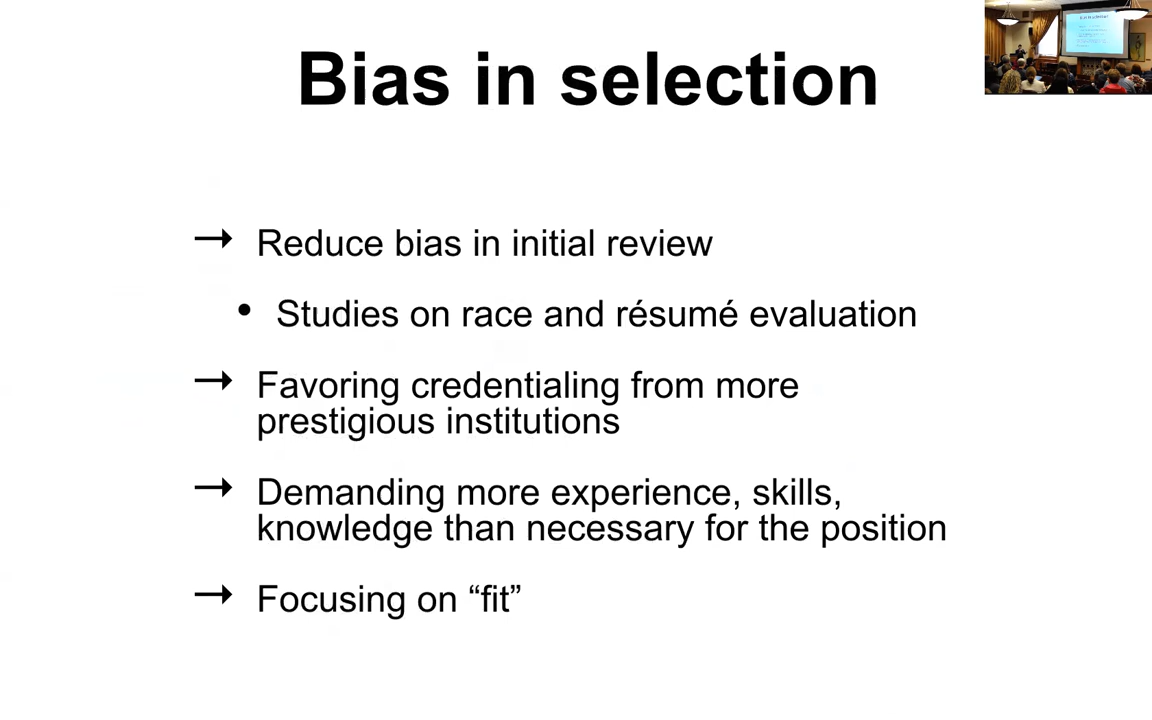 Bias in selection
→ Reduce bias in initial review
• Studies on race and résumé evaluation
→ Favoring credentialing from more
prestigious institutions
→ Demanding more experience, skills,
knowledge than necessary for the position
→ Focusing on “fit”